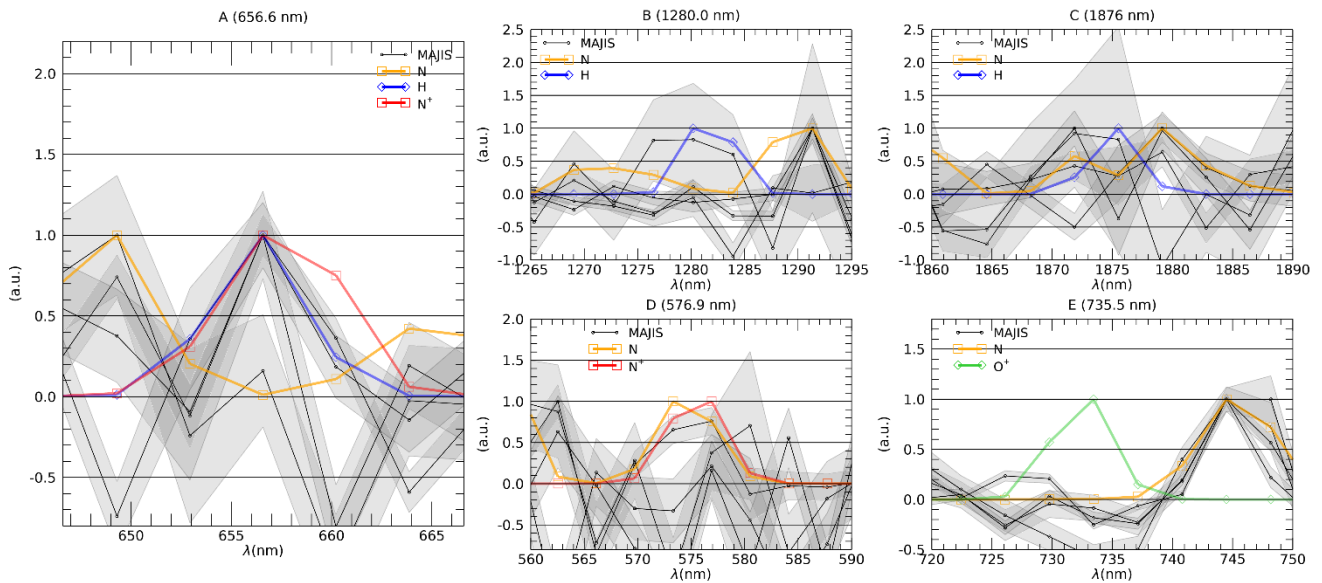 A (656.6 nm)
MAJIS
N
H
N+
2.0
1.5
1.0
0.5
0.0
-0.5
(a.u.)
650 655 660 665
λ(nm)
B (1280.0 nm)
MAJIS
N
H
2.5
2.0
1.5
1.0
0.5
0.0
-0.5
-1.0
(a.u.)
1265 1270 1275 1280 1285 1291 1295
λ(nm)
C (1876 nm)
MAJIS
N
H
2.5
2.0
1.5
1.0
0.5
0.0
-0.5
-1.0
(a.u.)
1860 1865 1870 1875 1880 1885 1890
λ(nm)
D (576.9 nm)
MAJIS
N
N+
2.0
1.5
1.0
0.5
0.0
-0.5
(a.u.)
560 565 570 575 580 585 590
λ(nm)
E (735.5 nm)
MAJIS
N
O+
1.5
1.0
0.5
0.0
-0.5
(a.u.)
720 725 730 735 740 745 750
λ(nm)